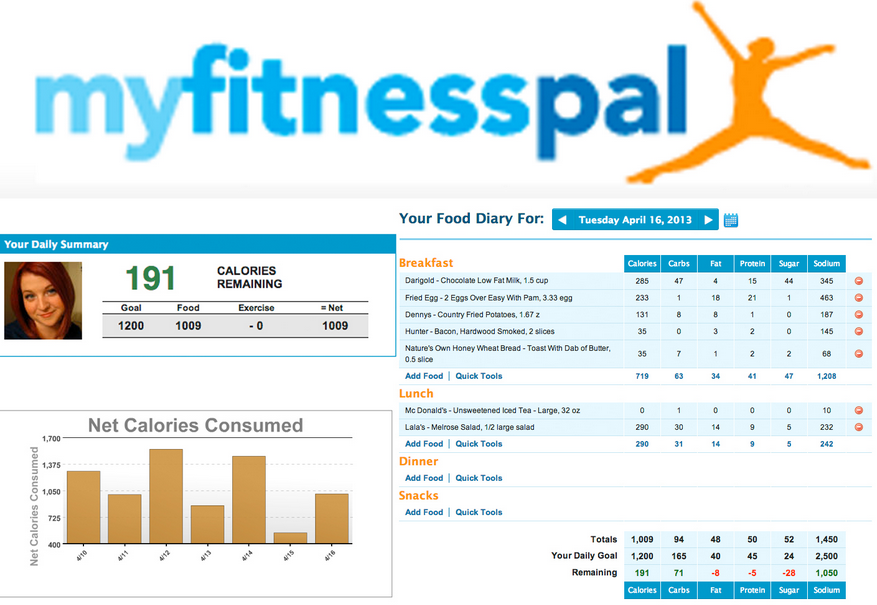 myfitnesspal
Your Daily Summary
191 CALORIES REMAINING
Goal Food Exercise = Net
1200 1009 - 0 1009
Net Calories Consumed
Net Calories Consumed
1,700
1,375
1,050
725
400
4/10 4/11 4/12 4/13 4/14 4/15 4/16
Your Food Diary For: Tuesday April 16, 2013
Breakfast Calories Carbs Fat Protein Sugar Sodium
Darigold - Chocolate Low Fat Milk, 1.5 cup 285 47 4 15 44 345
Fried Egg - 2 Eggs Over Easy With Pam, 3.33 egg 233 1 18 21 1 463
Dennys - Country Fried Potatoes, 1.67 z 131 8 8 1 0 187
Hunter - Bacon, Hardwood Smoked, 2 slices 35 0 3 2 0 145
Nature's Own Honey Wheat Bread - Toast With Dab of Butter,
0.5 slice 35 7 1 2 2 68
Add Food | Quick Tools 719 63 34 41 47 1,208
Lunch
Mc Donald's - Unsweetened Iced Tea - Large, 32 oz 0 1 0 0 0 10
Lala's - Melrose Salad, 1/2 large salad 290 30 14 9 5 232
Add Food | Quick Tools 290 31 14 9 5 242
Dinner
Add Food | Quick Tools
Snacks
Add Food | Quick Tools
Totals 1,009 94 48 50 52 1,450
Your Daily Goal 1,200 165 40 45 24 2,500
Remaining 191 71 -8 -5 -28 1,050
Calories Carbs Fat Protein Sugar Sodium